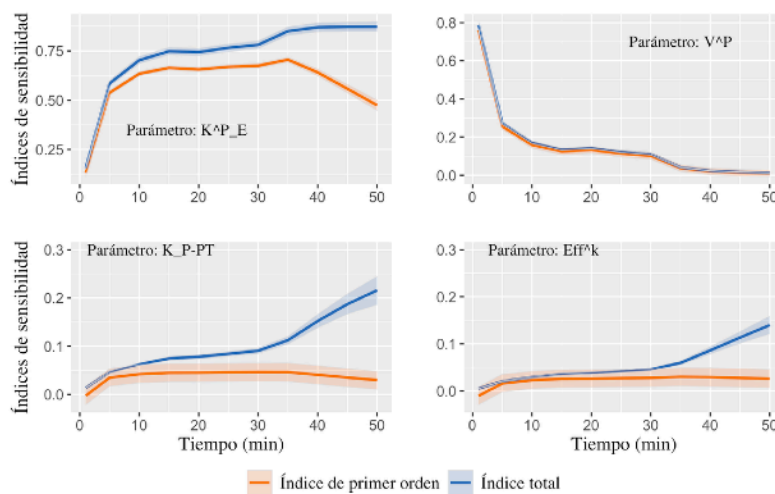 Índices de sensibilidad
0.75
0.50
0.25
Parámetro: K^P_E
0 10 20 30 40 50
0.8
0.6
0.4
0.2
0.0
Parámetro: V^P
0 10 20 30 40 50
Índices de sensibilidad
0.3
0.2
0.1
0.0
Parámetro: K_P-PT
0 10 20 30 40 50
Tiempo (min)
0.3
0.2
0.1
0.0
Parámetro: Eff^k
0 10 20 30 40 50
Tiempo (min)
Índice de primer orden
Índice total